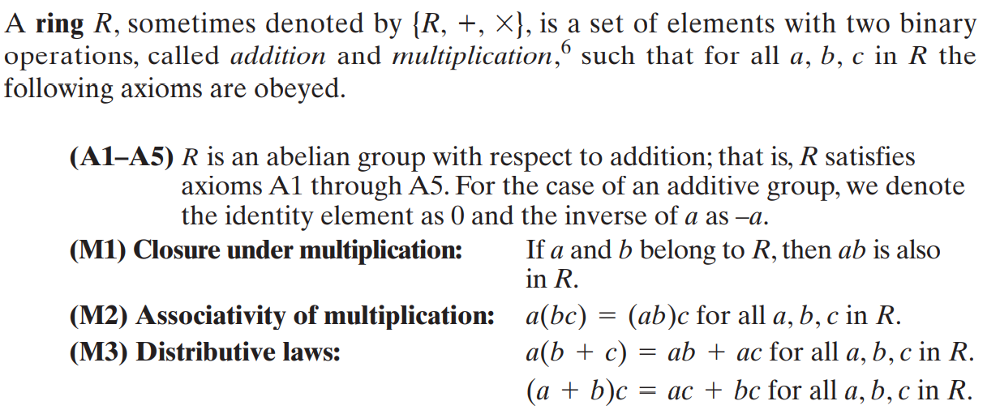 A ring R, sometimes denoted by {R, +, ×}, is a set of elements with two binary
operations, called addition and multiplication,⁶ such that for all a, b, c in R the
following axioms are obeyed.
(A1–A5) R is an abelian group with respect to addition; that is, R satisfies
axioms A1 through A5. For the case of an additive group, we denote
the identity element as 0 and the inverse of a as –a.
(M1) Closure under multiplication: If a and b belong to R, then ab is also
in R.
(M2) Associativity of multiplication: a(bc) = (ab)c for all a, b, c in R.
(M3) Distributive laws: a(b + c) = ab + ac for all a, b, c in R.
(a + b)c = ac + bc for all a, b, c in R.